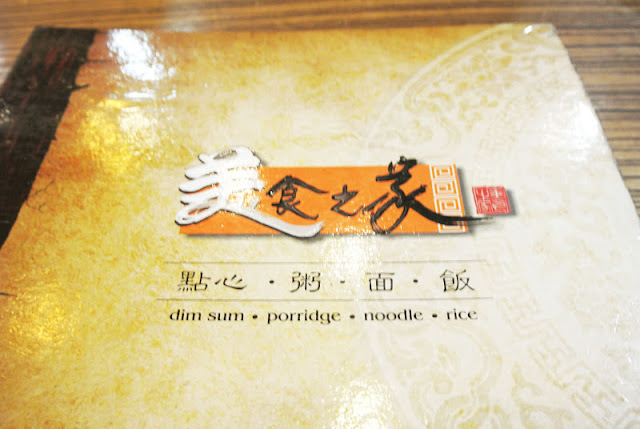 美食之家
點心 · 粥 · 面 · 飯
dim sum • porridge • noodle • rice